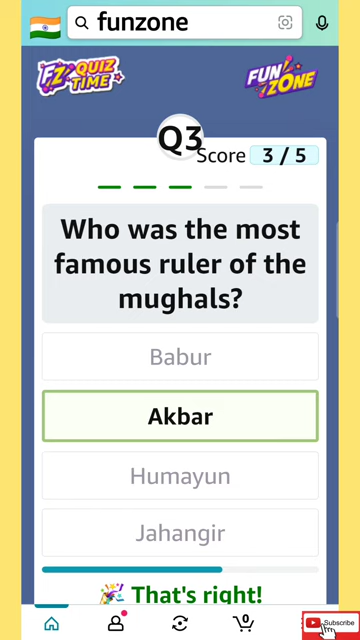 funzone
FZ QUIZ
TIME
FUN
ZONE
Q3
Score 3 / 5
Who was the most
famous ruler of the
mughals?
Babur
Akbar
Humayun
Jahangir
That's right!
0
Subscribe